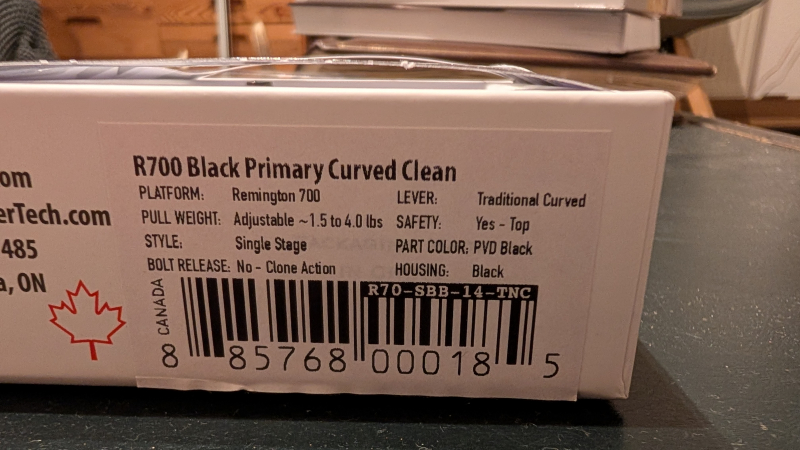 om
erTech.com
485
a, ON
R700 Black Primary Curved Clean
PLATFORM: Remington 700 LEVER: Traditional Curved
PULL WEIGHT: Adjustable ~1.5 to 4.0 lbs SAFETY: Yes - Top
STYLE: Single Stage PART COLOR: PVD Black
BOLT RELEASE: No - Clone Action HOUSING: Black
CANADA
R70-SBB-14-TNC
8 85768 00018 5